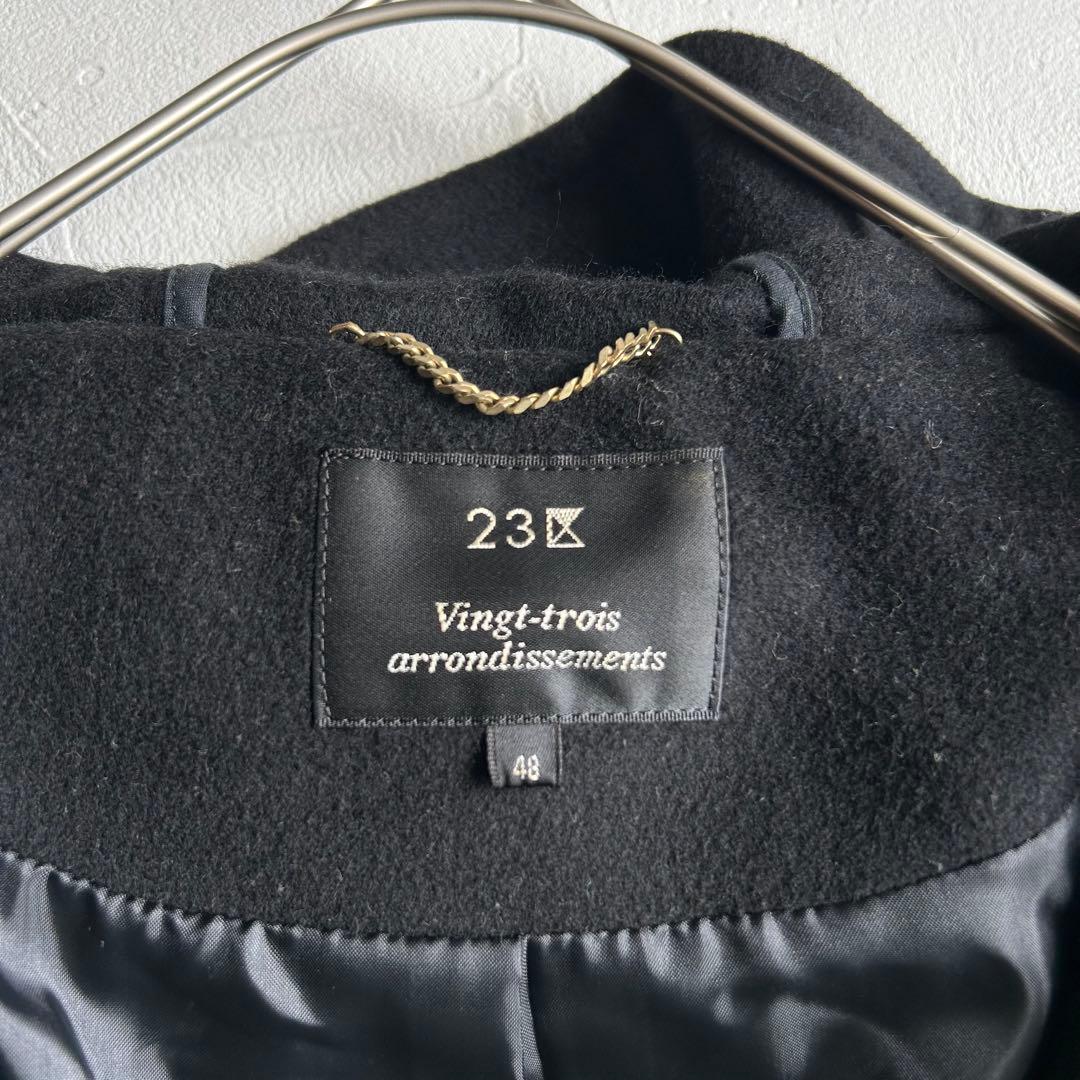 23区
Vingt-trois
arrondissements
48